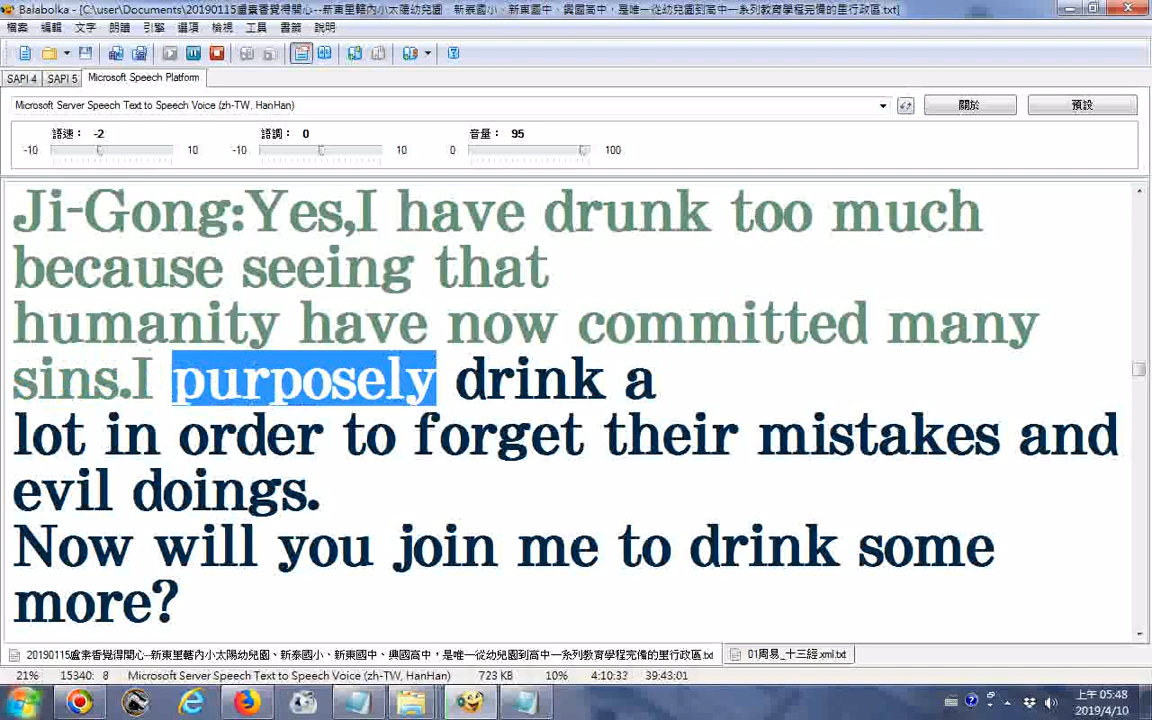 Balabolka - [C:\user\Documents\20190115盧素香覺得開心--新東里轄內小太陽幼兒園、新泰國小、新東國中、興國高中，是唯一從幼兒園到高中一系列教育學程完備的里行政區.txt]
檔案 編輯 文字 朗讀 引擎 選項 檢視 工具 書籤 說明
SAPI 4 SAPI 5 Microsoft Speech Platform
Microsoft Server Speech Text to Speech Voice (zh-TW, HanHan) 關於 預設
語速： -2 語調： 0 音量： 95
-10 10 -10 10 0 100
Ji-Gong:Yes,I have drunk too much
because seeing that
humanity have now committed many
sins.I purposely drink a
lot in order to forget their mistakes and
evil doings.
Now will you join me to drink some
more?
20190115盧素香覺得開心--新東里轄內小太陽幼兒園、新泰國小、新東國中、興國高中，是唯一從幼兒園到高中一系列教育學程完備的里行政區.txt 01周易_十三經.xml.txt
21% 15340: 8 Microsoft Server Speech Text to Speech Voice (zh-TW, HanHan) 723 KB 10% 4:10:33 39:43:01
上午 05:48
2019/4/10